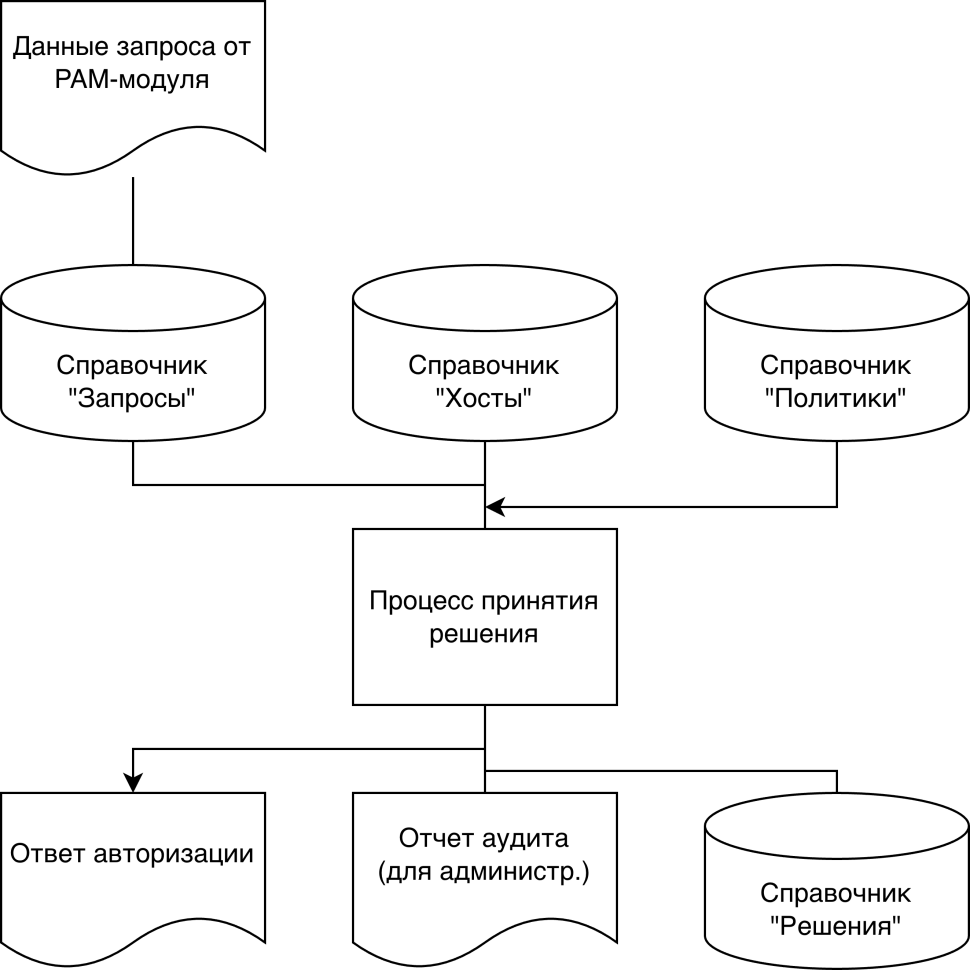 Данные запроса от
PAM-модуля
Справочник
"Запросы"
Справочник
"Хосты"
Справочник
"Политики"
Процесс принятия
решения
Ответ авторизации
Отчет аудита
(для администр.)
Справочник
"Решения"